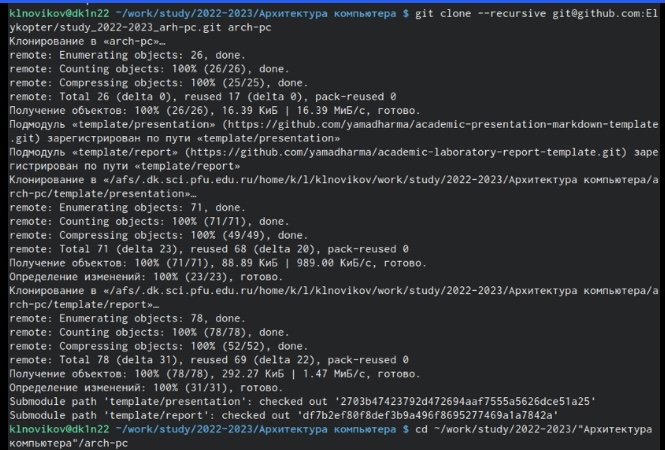 klnovikov@dk1n22 ~/work/study/2022-2023/Архитектура компьютера $ git clone --recursive git@github.com:El
ykopter/study_2022-2023_arh-pc.git arch-pc
Клонирование в «arch-pc»…
remote: Enumerating objects: 26, done.
remote: Counting objects: 100% (26/26), done.
remote: Compressing objects: 100% (25/25), done.
remote: Total 26 (delta 0), reused 17 (delta 0), pack-reused 0
Получение объектов: 100% (26/26), 16.39 КиБ | 16.39 МиБ/с, готово.
Подмодуль «template/presentation» (https://github.com/yamadharma/academic-presentation-markdown-template
.git) зарегистрирован по пути «template/presentation»
Подмодуль «template/report» (https://github.com/yamadharma/academic-laboratory-report-template.git) заре
гистрирован по пути «template/report»
Клонирование в «/afs/.dk.sci.pfu.edu.ru/home/k/l/klnovikov/work/study/2022-2023/Архитектура компьютера/a
rch-pc/template/presentation»…
remote: Enumerating objects: 71, done.
remote: Counting objects: 100% (71/71), done.
remote: Compressing objects: 100% (49/49), done.
remote: Total 71 (delta 23), reused 68 (delta 20), pack-reused 0
Получение объектов: 100% (71/71), 88.89 КиБ | 989.00 КиБ/с, готово.
Определение изменений: 100% (23/23), готово.
Клонирование в «/afs/.dk.sci.pfu.edu.ru/home/k/l/klnovikov/work/study/2022-2023/Архитектура компьютера/a
rch-pc/template/report»…
remote: Enumerating objects: 78, done.
remote: Counting objects: 100% (78/78), done.
remote: Compressing objects: 100% (52/52), done.
remote: Total 78 (delta 31), reused 69 (delta 22), pack-reused 0
Получение объектов: 100% (78/78), 292.27 КиБ | 1.47 МиБ/с, готово.
Определение изменений: 100% (31/31), готово.
Submodule path 'template/presentation': checked out '2703b47423792d472694aaf7555a5626dce51a25'
Submodule path 'template/report': checked out 'df7b2ef80f8def3b9a496f8695277469a1a7842a'
klnovikov@dk1n22 ~/work/study/2022-2023/Архитектура компьютера $ cd ~/work/study/2022-2023/"Архитектура
компьютера"/arch-pc